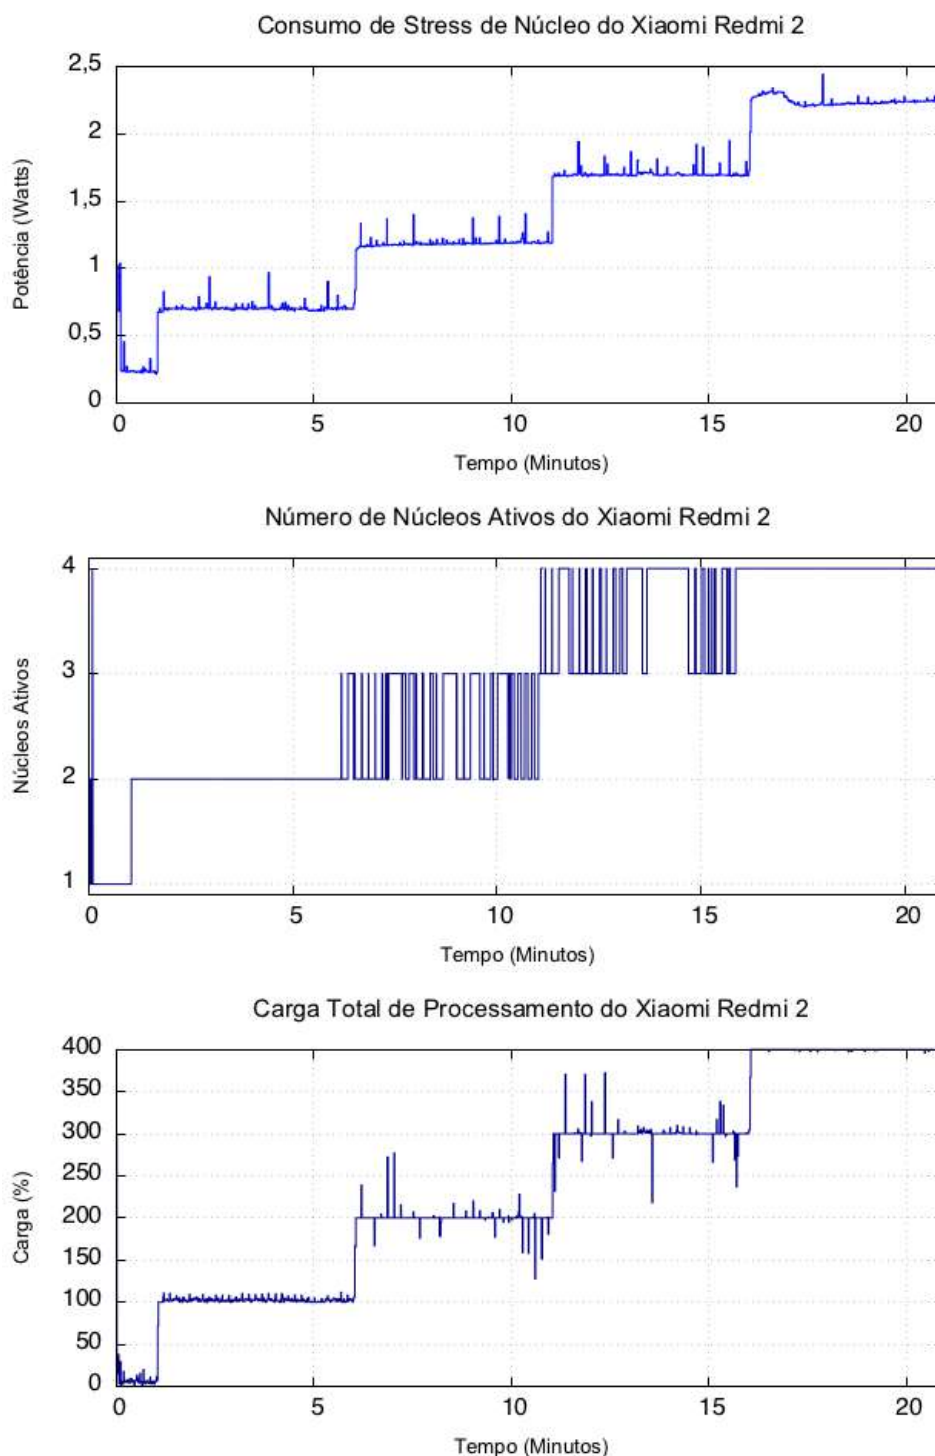 Consumo de Stress de Núcleo do Xiaomi Redmi 2
2,5
2
1,5
1
0,5
0
Potência (Watts)
0 5 10 15 20
Tempo (Minutos)
Número de Núcleos Ativos do Xiaomi Redmi 2
4
3
2
1
Núcleos Ativos
0 5 10 15 20
Tempo (Minutos)
Carga Total de Processamento do Xiaomi Redmi 2
400
350
300
250
200
150
100
50
0
Carga (%)
0 5 10 15 20
Tempo (Minutos)